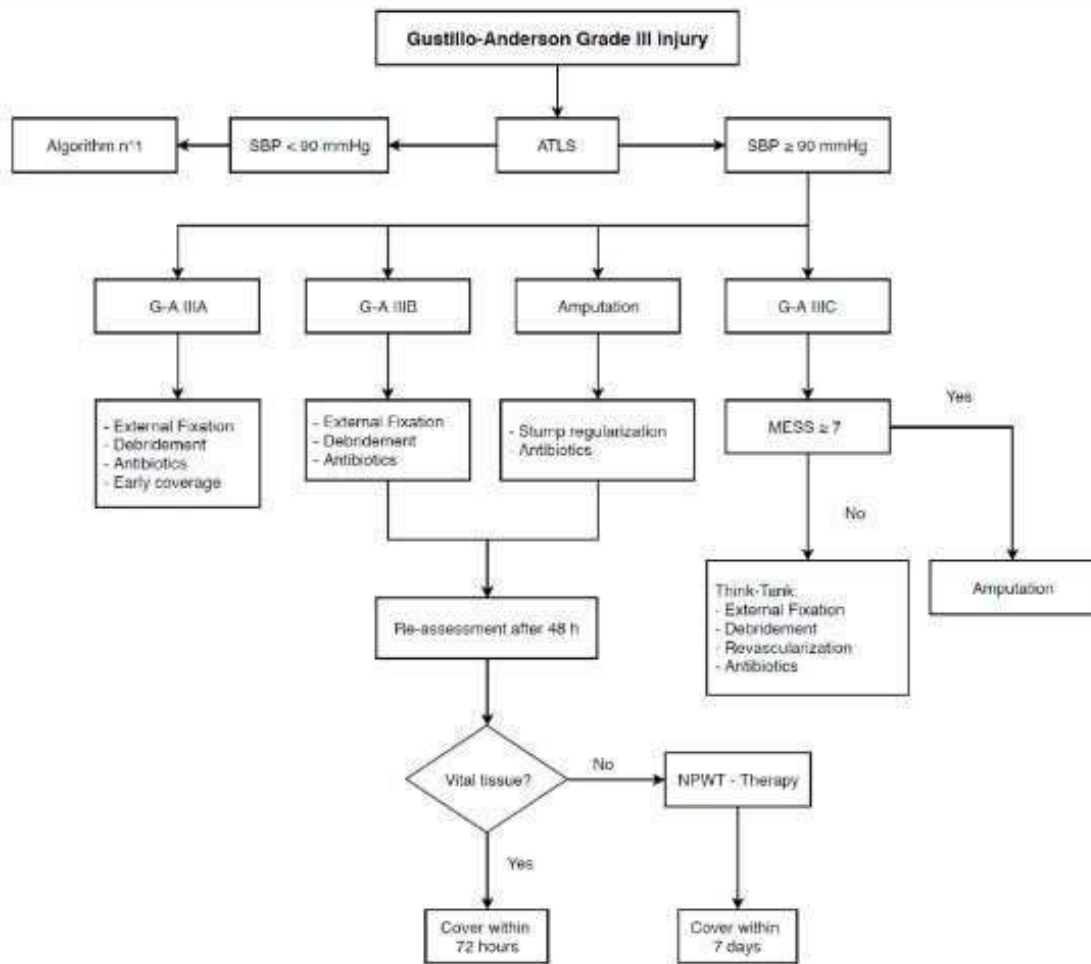 Gustillo-Anderson Grade III injury
Algorithm n°1
SBP < 90 mmHg
ATLS
SBP ≥ 90 mmHg
G-A IIIA
G-A IIIB
Amputation
G-A IIIC
- External Fixation
- Debridement
- Antibiotics
- Early coverage
- External Fixation
- Debridement
- Antibiotics
- Stump regularization
- Antibiotics
MESS ≥ 7
Yes
No
Think-Tank:
- External Fixation
- Debridement
- Revascularization
- Antibiotics
Amputation
Re-assessment after 48 h
Vital tissue?
No
NPWT - Therapy
Yes
Cover within
72 hours
Cover within
7 days